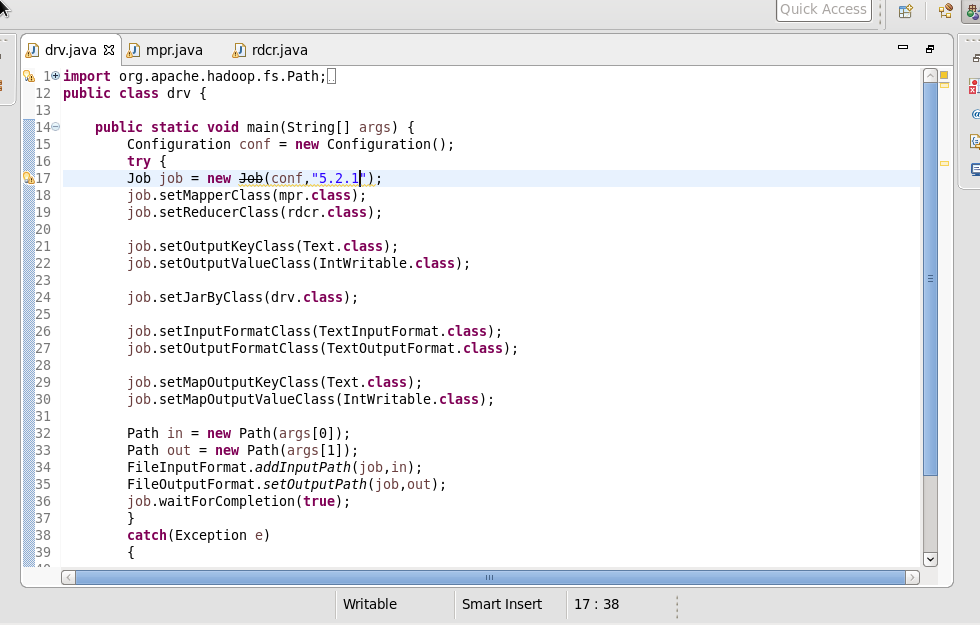 Quick Access
drv.java mpr.java rdcr.java
1 import org.apache.hadoop.fs.Path;
12 public class drv {
13
14 public static void main(String[] args) {
15 Configuration conf = new Configuration();
16 try {
17 Job job = new Job(conf,"5.2.1");
18 job.setMapperClass(mpr.class);
19 job.setReducerClass(rdcr.class);
20
21 job.setOutputKeyClass(Text.class);
22 job.setOutputValueClass(IntWritable.class);
23
24 job.setJarByClass(drv.class);
25
26 job.setInputFormatClass(TextInputFormat.class);
27 job.setOutputFormatClass(TextOutputFormat.class);
28
29 job.setMapOutputKeyClass(Text.class);
30 job.setMapOutputValueClass(IntWritable.class);
31
32 Path in = new Path(args[0]);
33 Path out = new Path(args[1]);
34 FileInputFormat.addInputPath(job,in);
35 FileOutputFormat.setOutputPath(job,out);
36 job.waitForCompletion(true);
37 }
38 catch(Exception e)
39 {
Writable Smart Insert 17 : 38